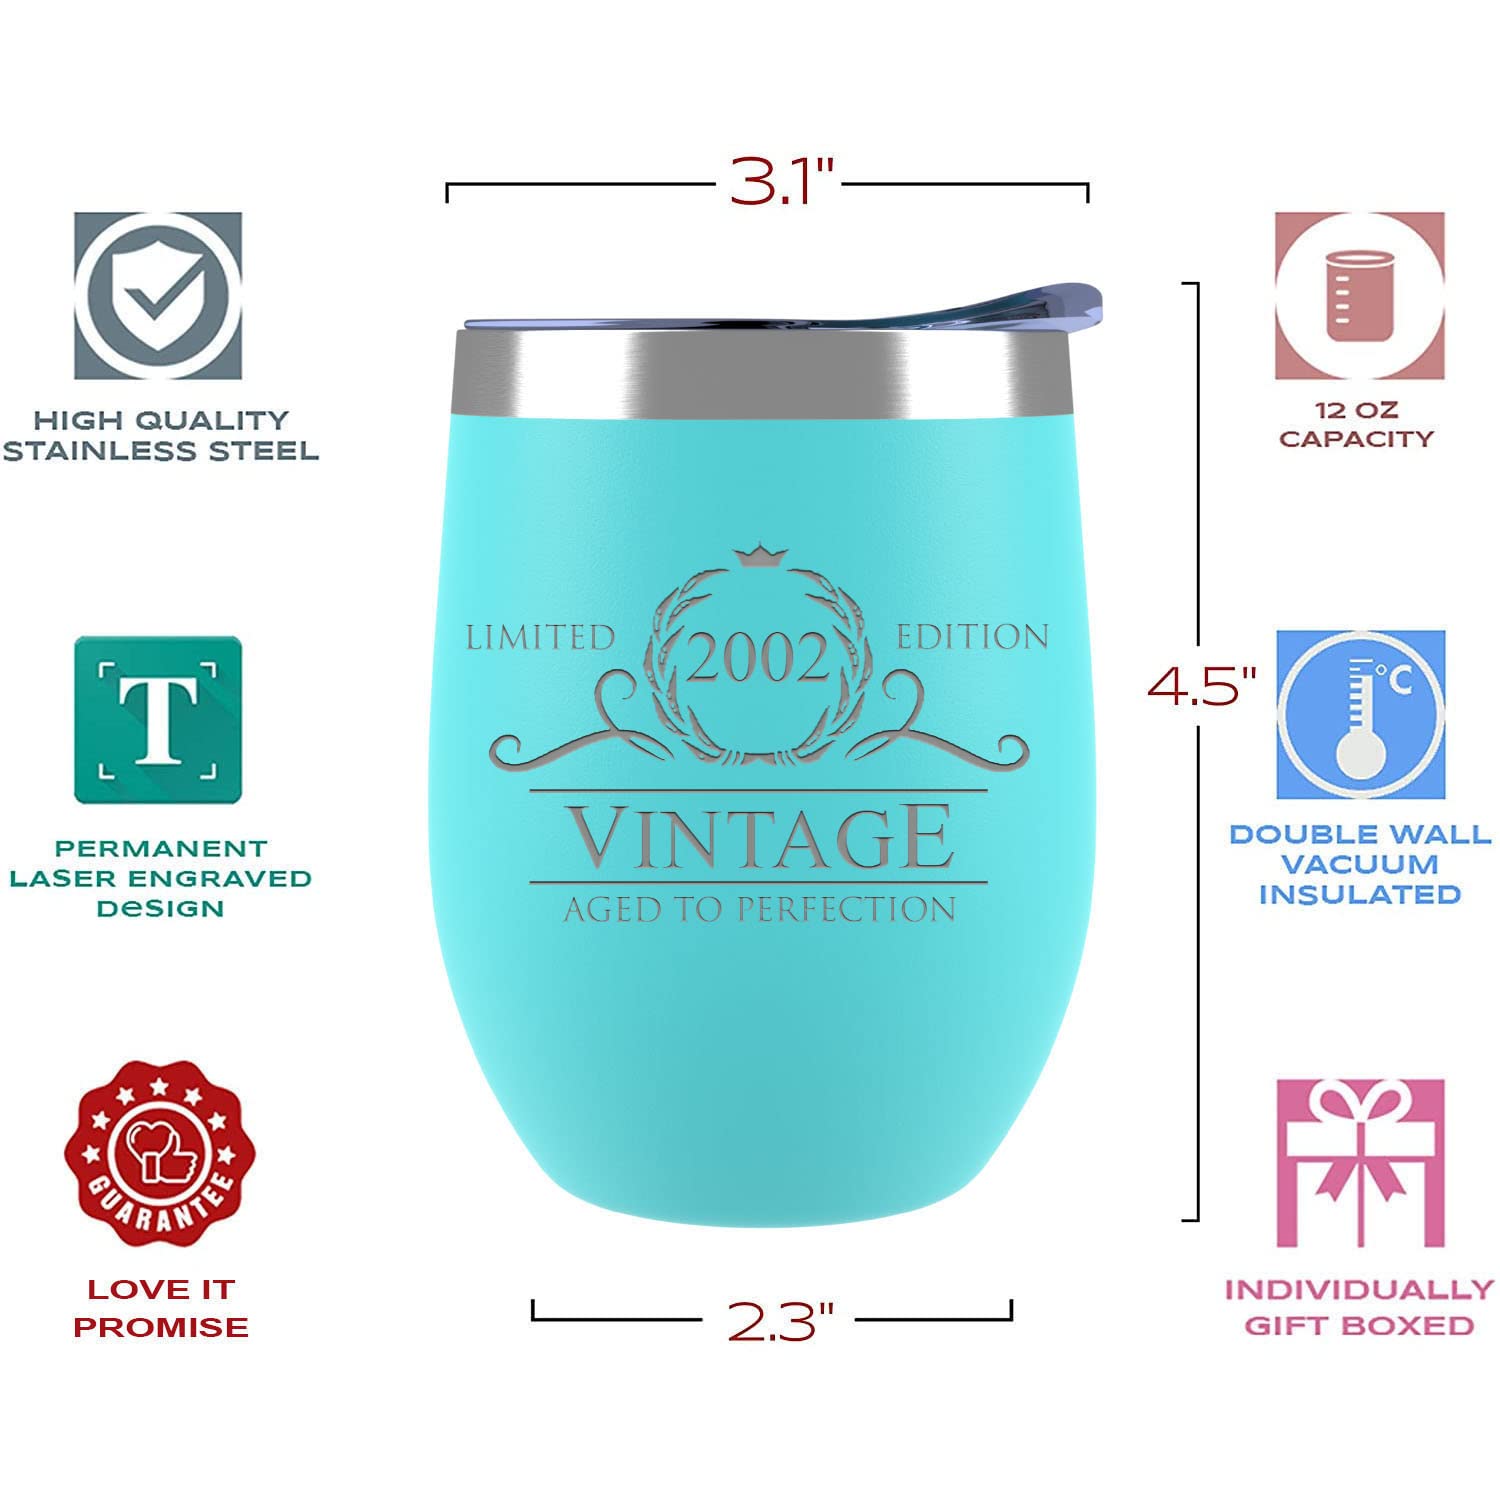 3.1"
HIGH QUALITY
STAINLESS STEEL
12 OZ
CAPACITY
LIMITED 2002 EDITION
VINTAGE
AGED TO PERFECTION
4.5"
T
PERMANENT
LASER ENGRAVED
DeSIGN
°C
DOUBLE WALL
VACUUM
INSULATED
GUARANTEE
LOVE IT
PROMISE
2.3"
INDIVIDUALLY
GIFT BOXED